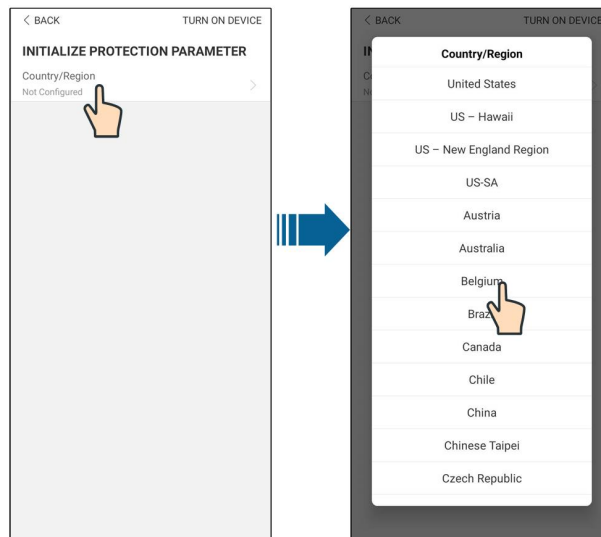 < BACK TURN ON DEVICE
INITIALIZE PROTECTION PARAMETER
Country/Region
Not Configured
< BACK TURN ON DEVICE
Country/Region
United States
US – Hawaii
US – New England Region
US-SA
Austria
Australia
Belgium
Canada
Chile
China
Chinese Taipei
Czech Republic